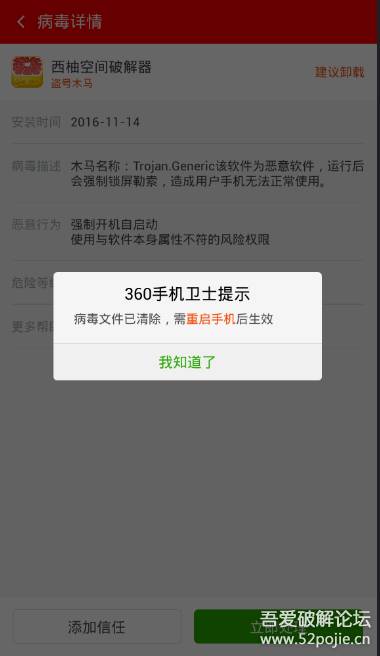 病毒详情
西柚空间破解器
盗号木马
建议卸载
安装时间 2016-11-14
病毒描述 木马名称：Trojan.Generic该软件为恶意软件，运行后
会强制锁屏勒索，造成用户手机无法正常使用。
恶意行为 强制开机自启动
使用与软件本身属性不符的风险权限
危险等
360手机卫士提示
病毒文件已清除，需重启手机后生效
我知道了
更多帮
添加信任
立即处理
吾爱破解论坛
www.52pojie.cn